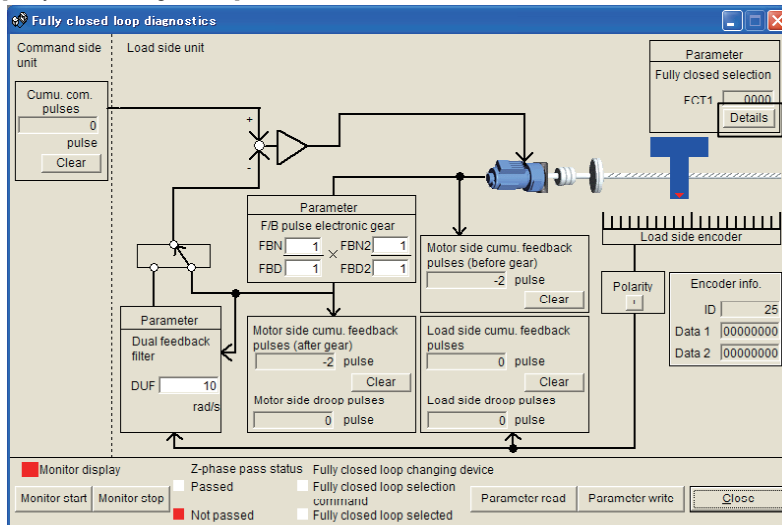 Fully closed loop diagnostics
Command side
unit
Load side unit
Cumu. com.
pulses
0
pulse
Clear
+
-
Parameter
Fully closed selection
FCT1 0000
Details
Parameter
F/B pulse electronic gear
FBN 1 × FBN2 1
FBD 1 FBD2 1
Motor side cumu. feedback
pulses (before gear)
-2 pulse
Clear
Load side encoder
Polarity
Encoder info.
ID 25
Data 1 00000000
Data 2 00000000
Parameter
Dual feedback
filter
DUF 10
rad/s
Motor side cumu. feedback
pulses (after gear)
-2 pulse
Clear
Motor side droop pulses
0 pulse
Load side cumu. feedback
pulses
0 pulse
Clear
Load side droop pulses
0 pulse
Monitor display
Monitor start Monitor stop
Z-phase pass status
Passed
Not passed
Fully closed loop changing device
Fully closed loop selection
command
Fully closed loop selected
Parameter read Parameter write Close